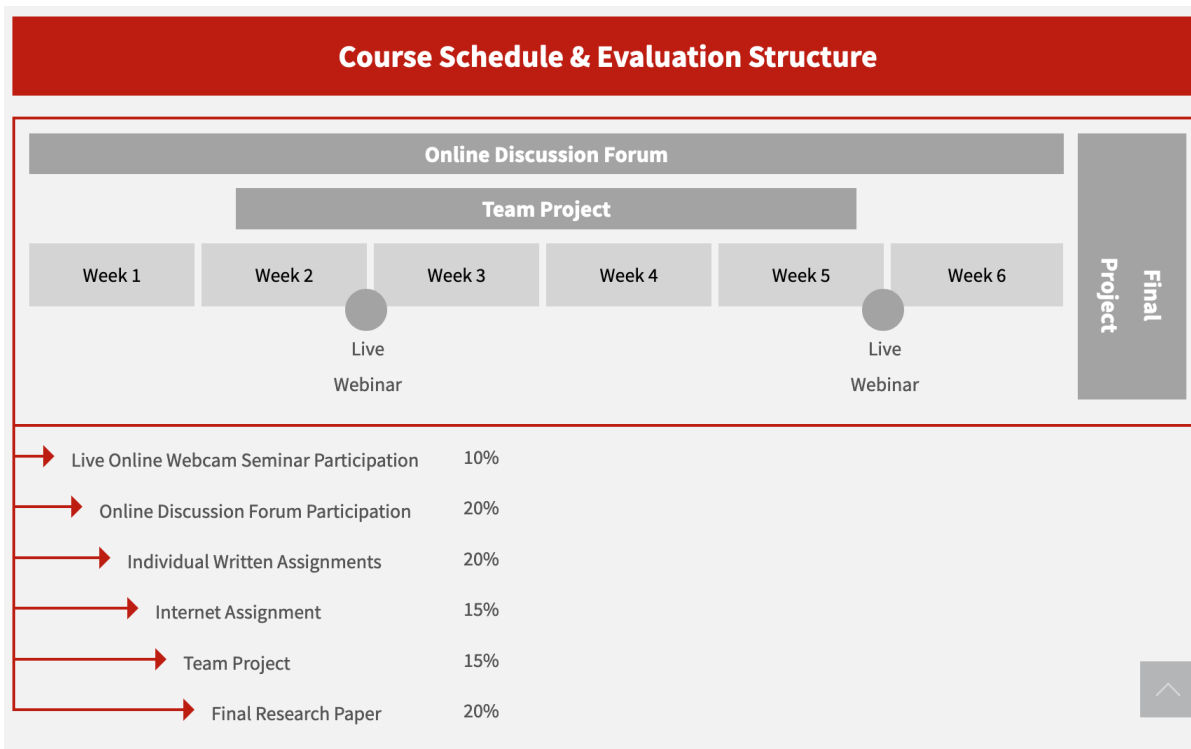 Course Schedule & Evaluation Structure
Online Discussion Forum
Team Project
Week 1 Week 2 Week 3 Week 4 Week 5 Week 6
Final
Project
Live
Webinar
Live
Webinar
Live Online Webcam Seminar Participation 10%
Online Discussion Forum Participation 20%
Individual Written Assignments 20%
Internet Assignment 15%
Team Project 15%
Final Research Paper 20%